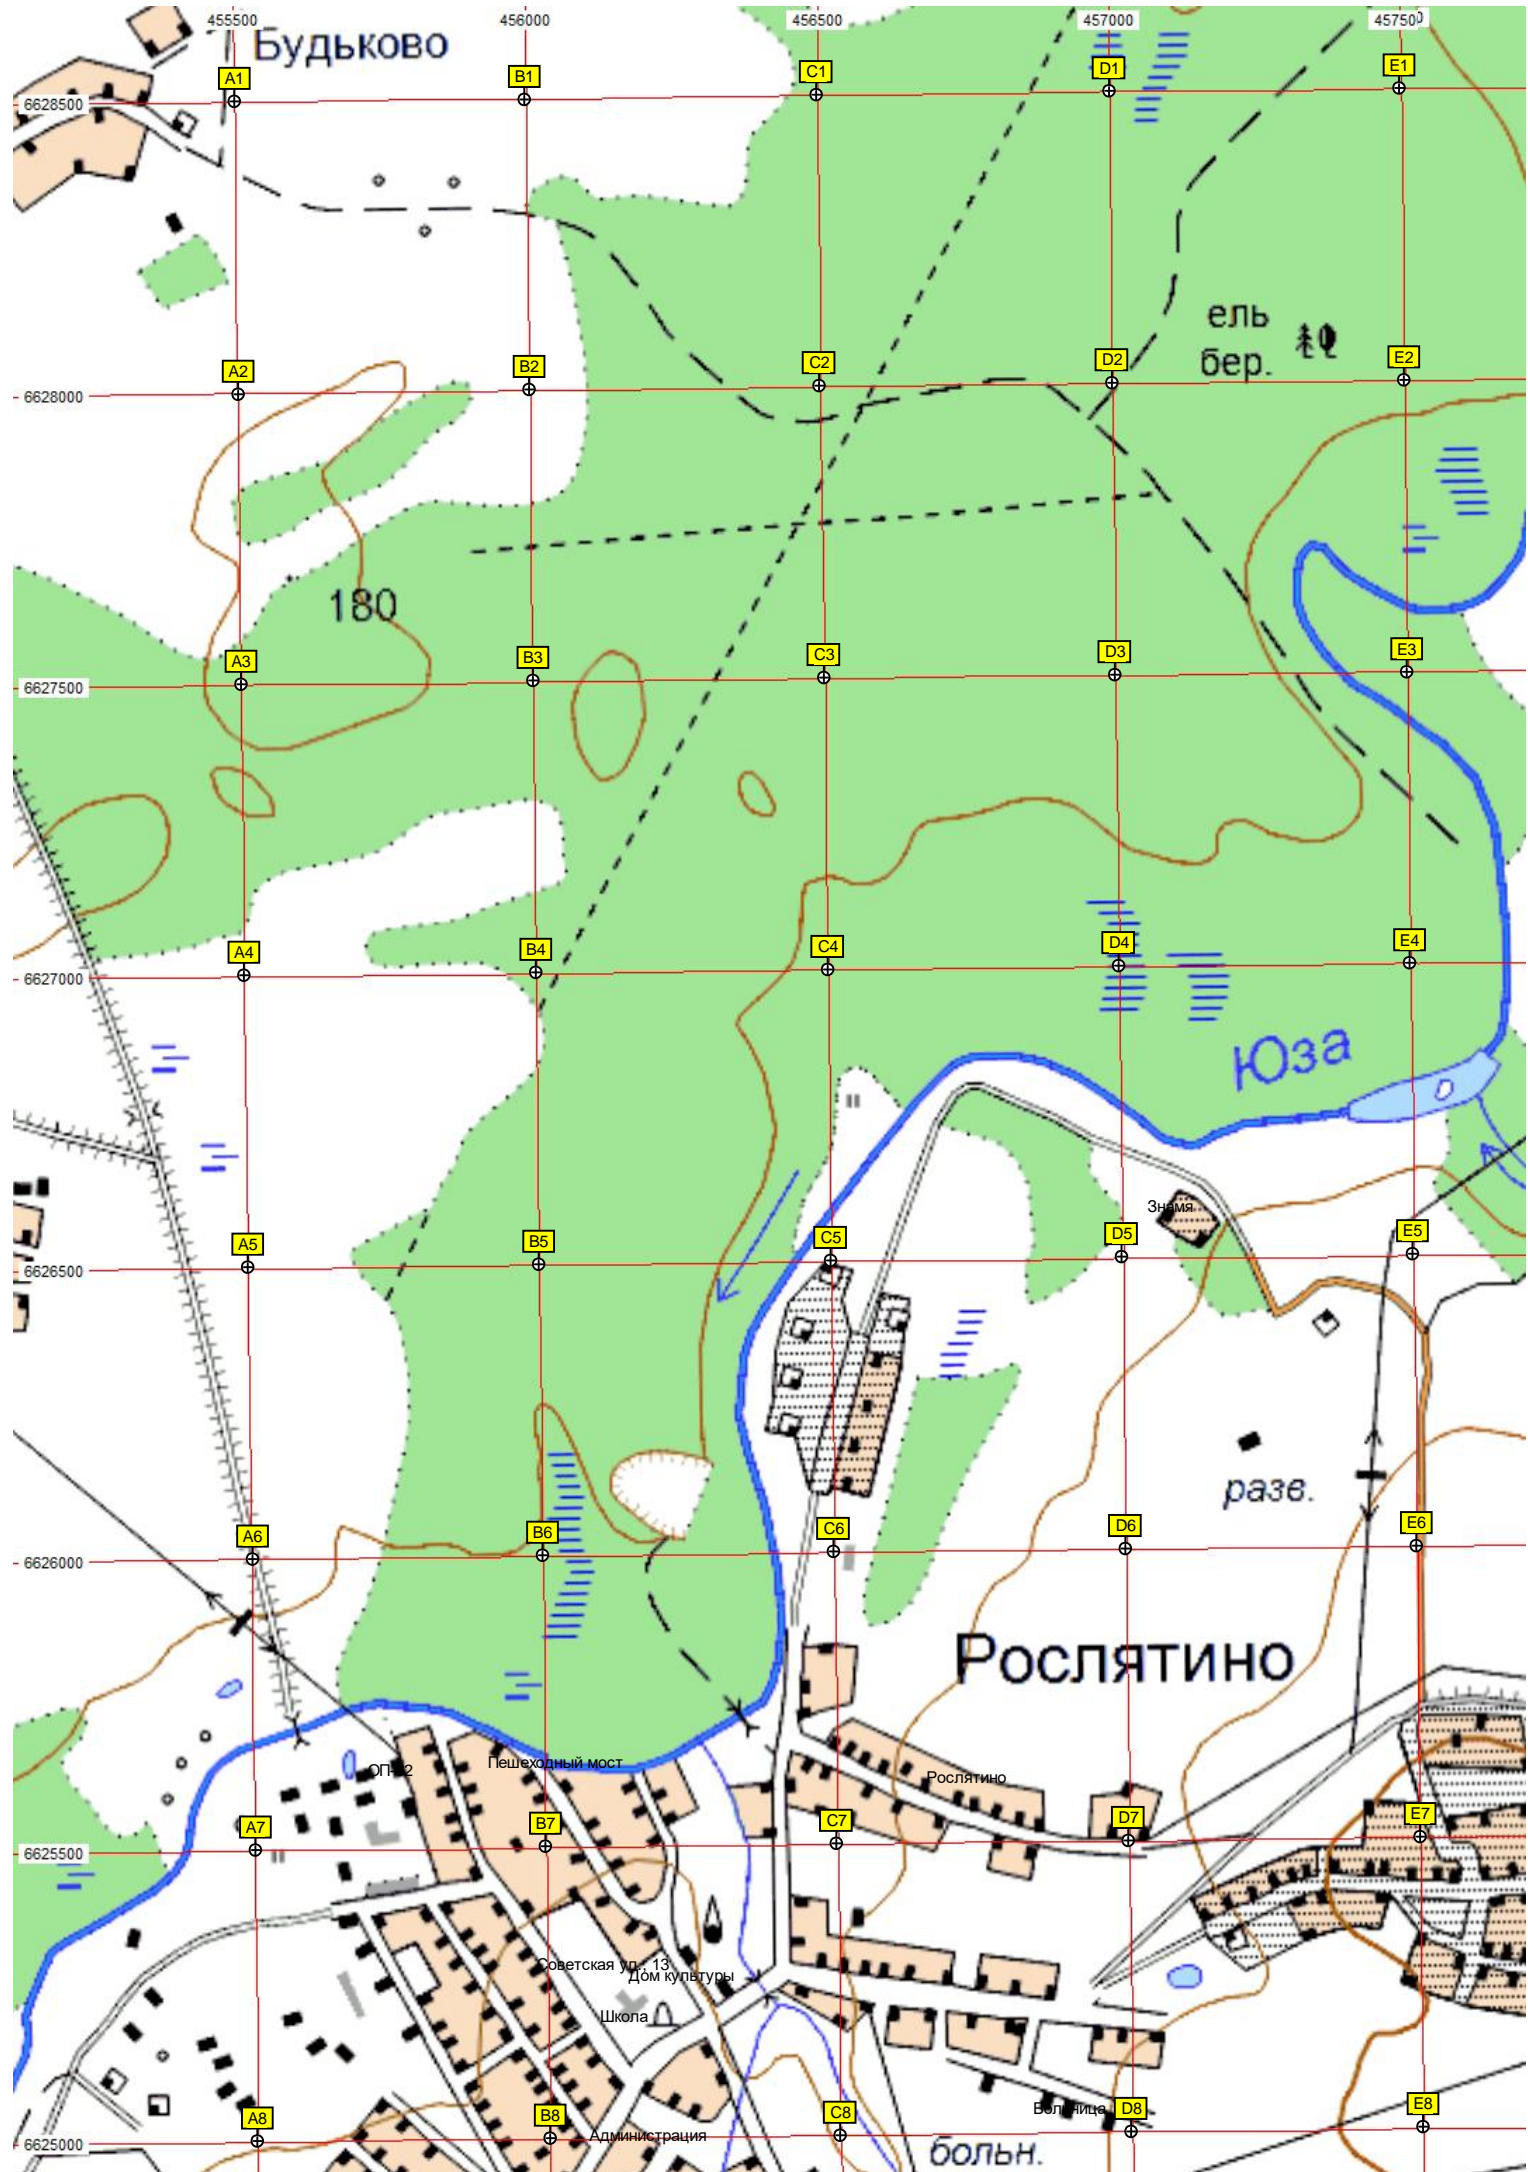 455500 456000 456500 457000 457500
Будьково
A1 B1 C1 D1 E1
6628500
ель
бер.
A2 B2 C2 D2 E2
6628000
180
A3 B3 C3 D3 E3
6627500
A4 B4 C4 D4 E4
6627000
Юза
Знамя
A5 B5 C5 D5 E5
6626500
разв.
A6 B6 C6 D6 E6
6626000
Рослятино
Пешеходный мост
Рослятино
A7 B7 C7 D7 E7
6625500
Советская ул., 13
Дом культуры
Школа
Больница
A8 B8 C8 D8 E8
Администрация
6625000
больн.